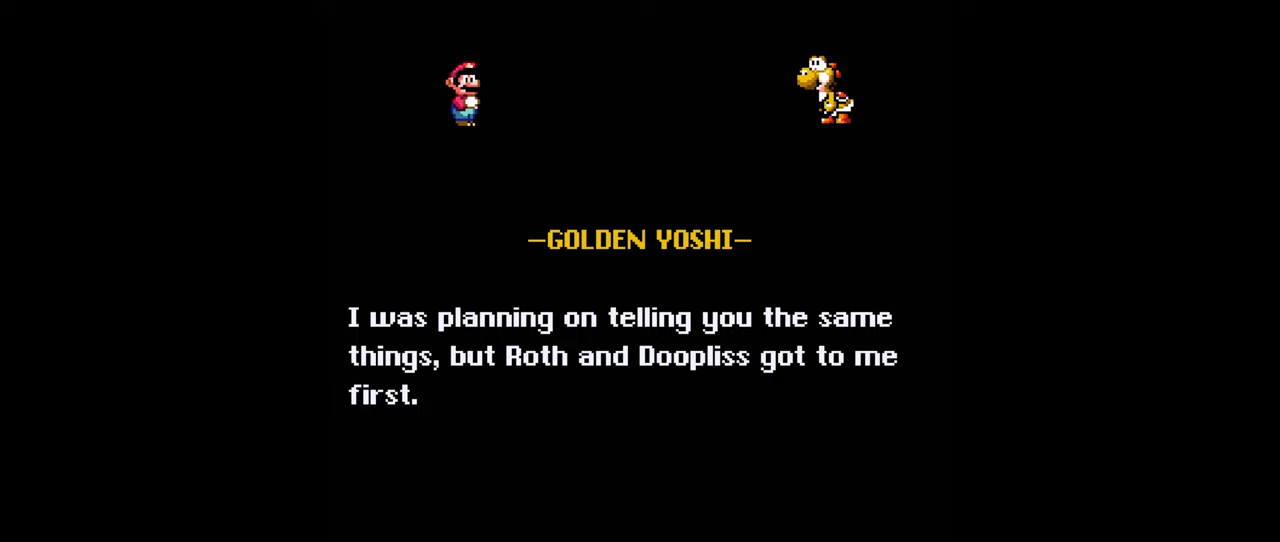 —GOLDEN YOSHI—
I was planning on telling you the same
things, but Roth and Doopliss got to me
first.